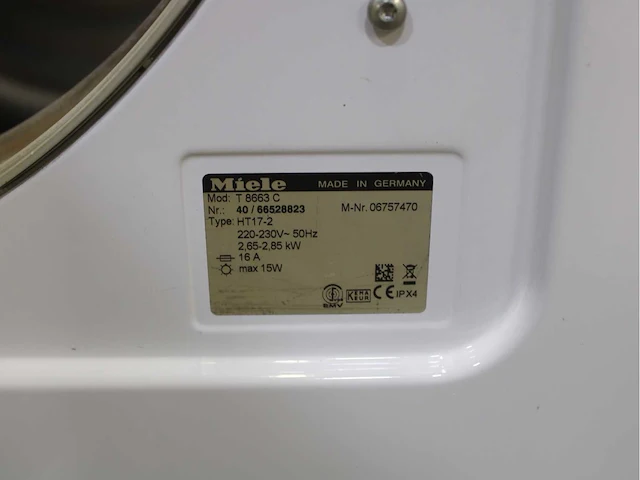 Miele MADE IN GERMANY
Mod: T 8663 C
Nr.: 40 / 66528823 M-Nr. 06757470
Type: HT17-2
220-230V~ 50Hz
2,65-2,85 kW
16 A
max 15W
SMV KEMA KEUR CE IPX4